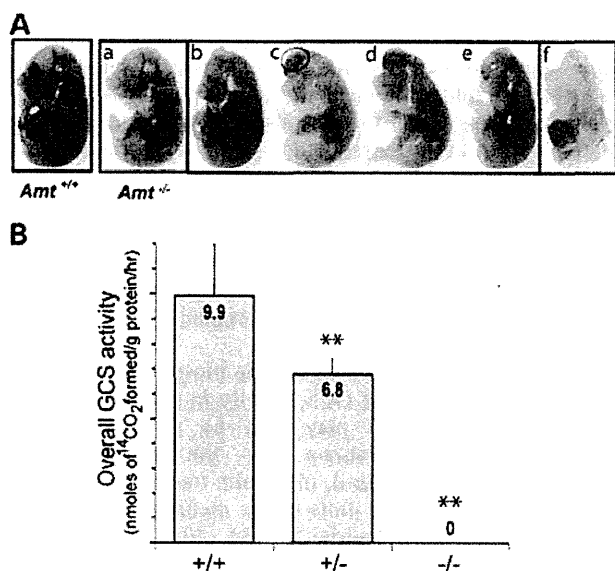 A
a b c d e f
Amt +/+ Amt -/-
B
Overall GCS activity
(nmoles of ¹⁴CO₂ formed/g protein/hr)
9.9
**
6.8
**
0
+/+ +/- -/-